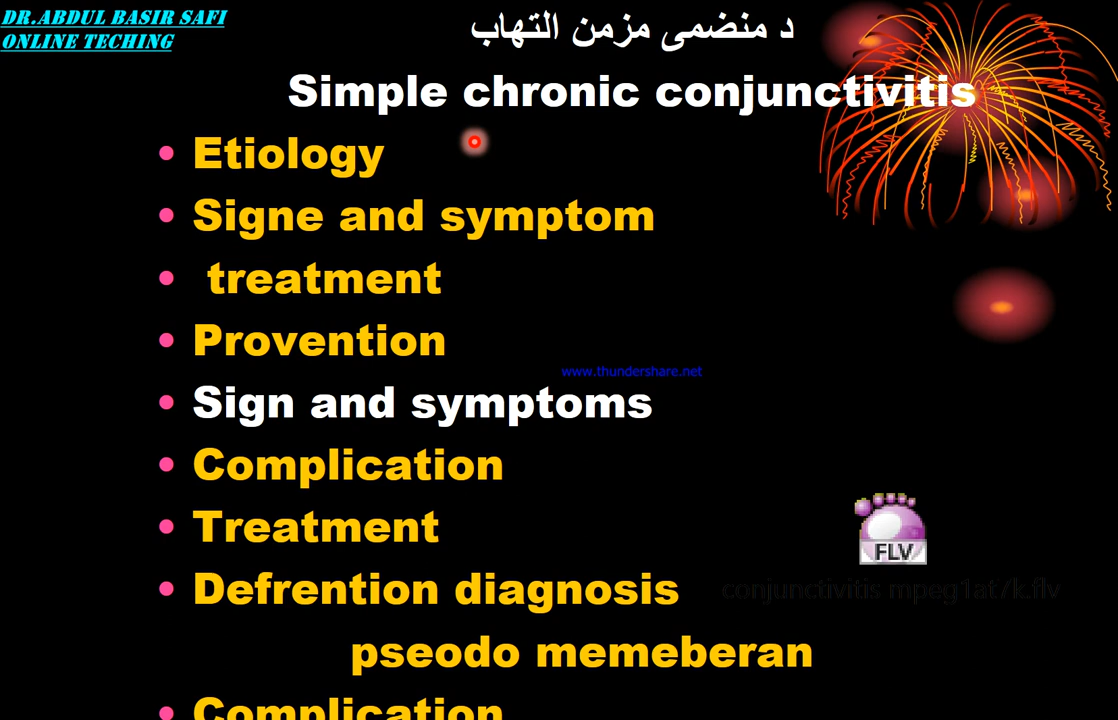 DR.ABDUL BASIR SAFI
ONLINE TECHING
د منضمی مزمن التهاب
Simple chronic conjunctivitis
• Etiology
• Signe and symptom
• treatment
• Provention
www.thundershare.net
• Sign and symptoms
• Complication
• Treatment
FLV
• Defrention diagnosis
conjunctivitis mpeg1at7k.flv
pseodo memeberan
• Complication